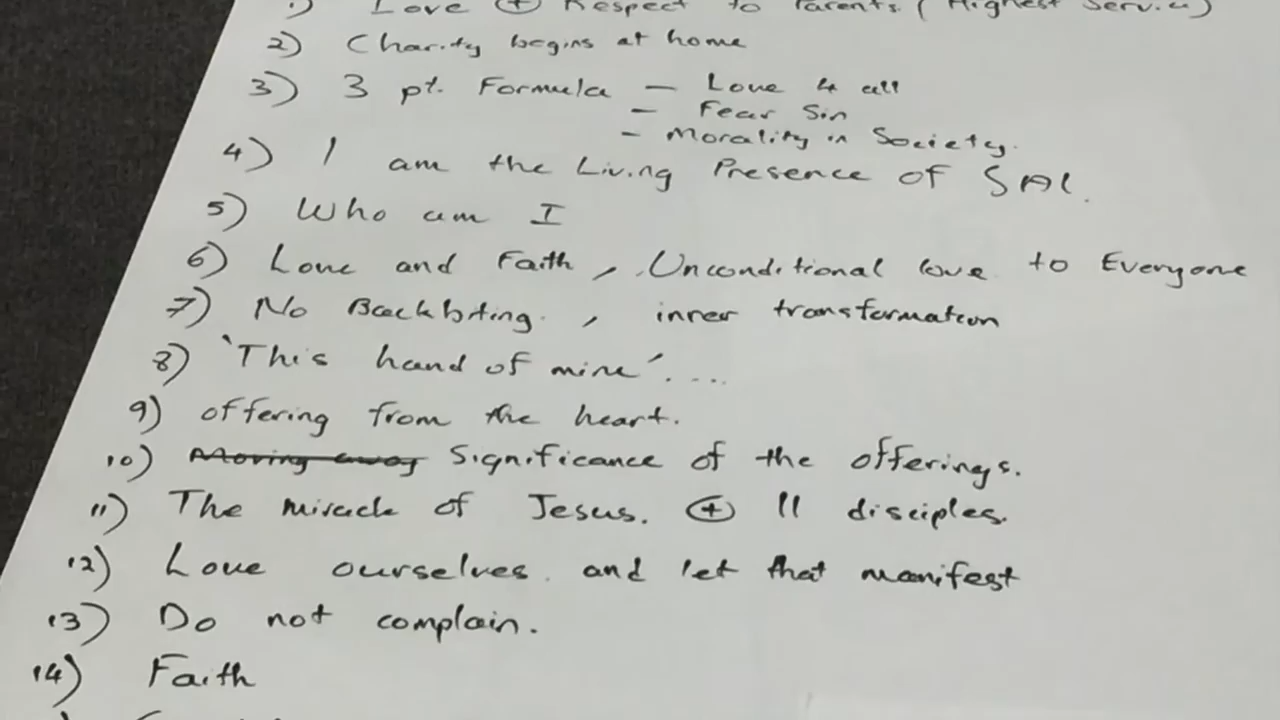 1) Love ⊕ Respect to Parents (Highest Service)
2) Charity begins at home
3) 3 pt. Formula — Love 4 all
— Fear Sin
– Morality in Society.
4) I am the Living Presence of SAI.
5) Who am I
6) Love and Faith, Unconditional love to Everyone
7) No Backbiting, inner transformation
8) 'This hand of mine'....
9) offering from the heart.
10) Moving away Significance of the offerings.
11) The miracle of Jesus. ⊕ 11 disciples.
12) Love ourselves and let that manifest
13) Do not complain.
14) Faith